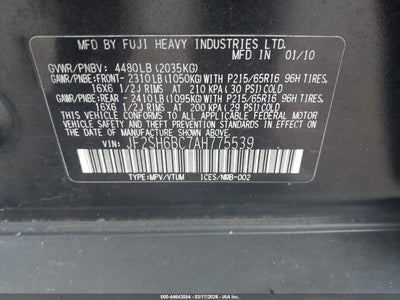 MFD. BY FUJI HEAVY INDUSTRIES LTD.
01/10
GVWR/PNBV: 4480LB (2035KG)
GAWR/PNBE:FRONT- 2310LB (1050KG)WITH P215/65R16 96H TIRES,
16X6 1/2J RIMS AT 210 KPA (30 PSI)COLD
GAWR/PNBE:REAR - 2410LB (1095KG)WITH P215/65R16 96H TIRES,
16X6 1/2J RIMS AT 200 KPA (29 PSI)COLD
THIS VEHICLE CONFORMS TO ALL APPLICABLE FEDERAL MOTOR
VEHICLE SAFETY, BUMPER, AND THEFT PREVENTION STANDARDS
IN EFFECT ON THE DATE OF MANUFACTURE SHOWN ABOVE.
VIN: JF2SH6BC7AH775539
TYPE:MPV/VTUM ICES/NMB-002
000-44643584 - 03/17/2026 - IAAI.COM